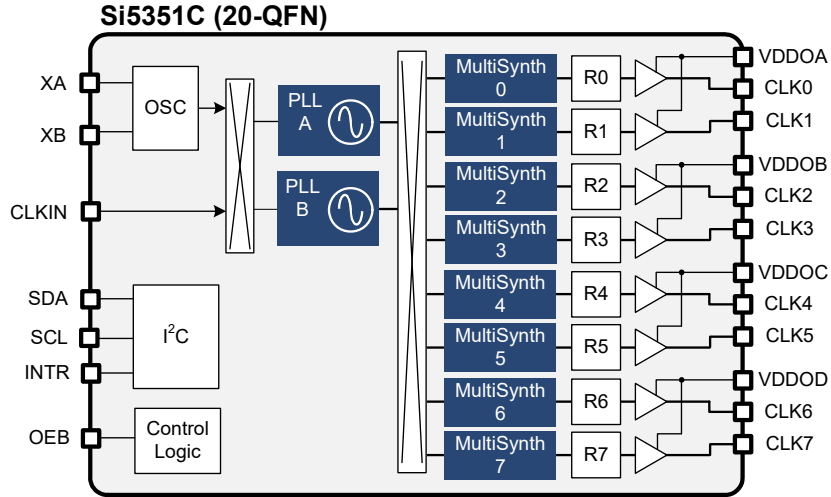 Si5351C (20-QFN)
XA
XB
CLKIN
SDA
SCL
INTR
OEB
OSC
I²C
Control
Logic
PLL
A
PLL
B
MultiSynth
0
MultiSynth
1
MultiSynth
2
MultiSynth
3
MultiSynth
4
MultiSynth
5
MultiSynth
6
MultiSynth
7
R0
R1
R2
R3
R4
R5
R6
R7
VDDOA
CLK0
CLK1
VDDOB
CLK2
CLK3
VDDOC
CLK4
CLK5
VDDOD
CLK6
CLK7